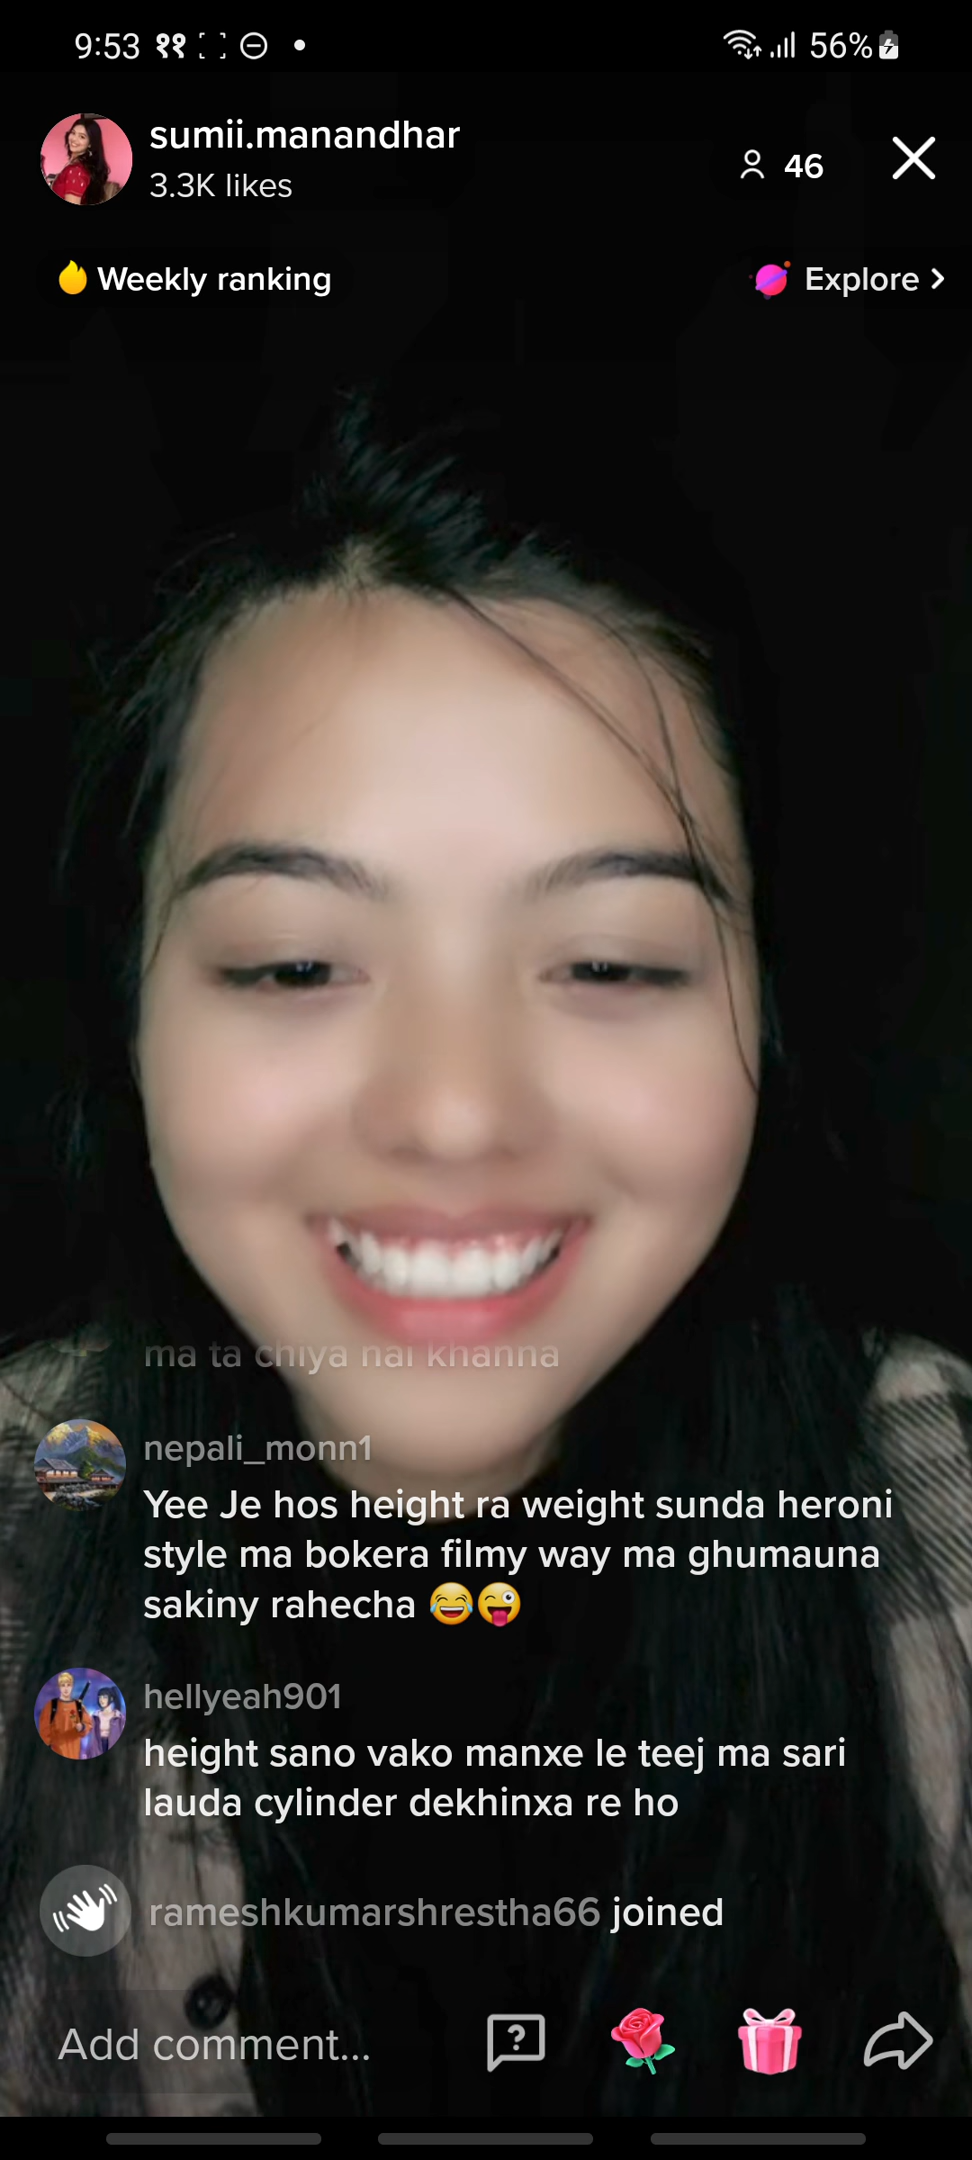 9:53 ११ 56%
sumii.manandhar
3.3K likes
46
Weekly ranking
Explore
ma ta chiya nai khanna
nepali_monn1
Yee Je hos height ra weight sunda heroni
style ma bokera filmy way ma ghumauna
sakiny rahecha 😂😜
hellyeah901
height sano vako manxe le teej ma sari
lauda cylinder dekhinxa re ho
rameshkumarshrestha66 joined
Add comment...